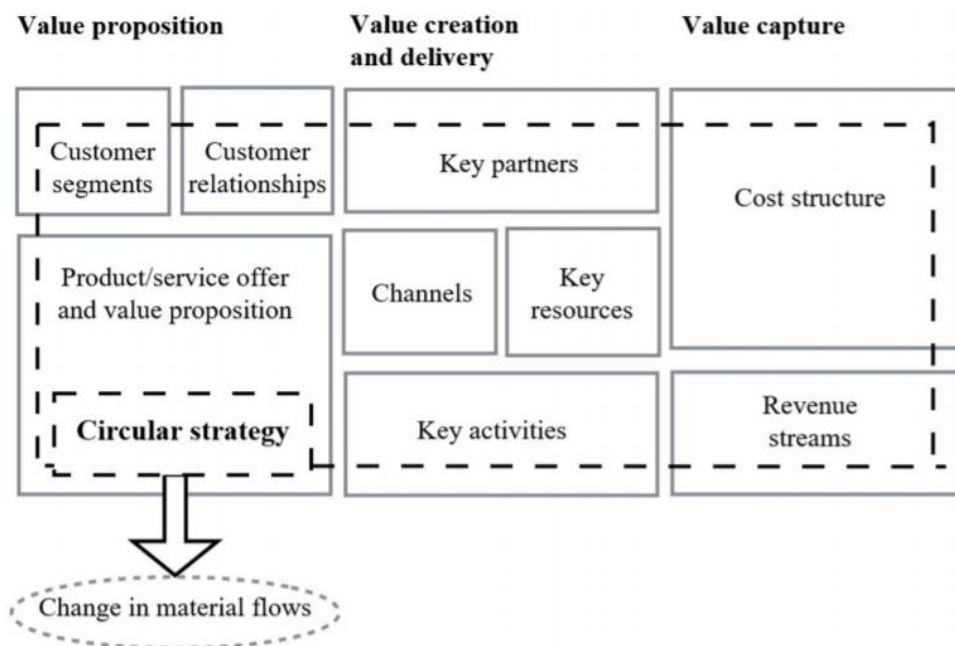 Value proposition
Value creation
and delivery
Value capture
Customer
segments
Customer
relationships
Key partners
Cost structure
Product/service offer
and value proposition
Channels
Key
resources
Circular strategy
Key activities
Revenue
streams
Change in material flows